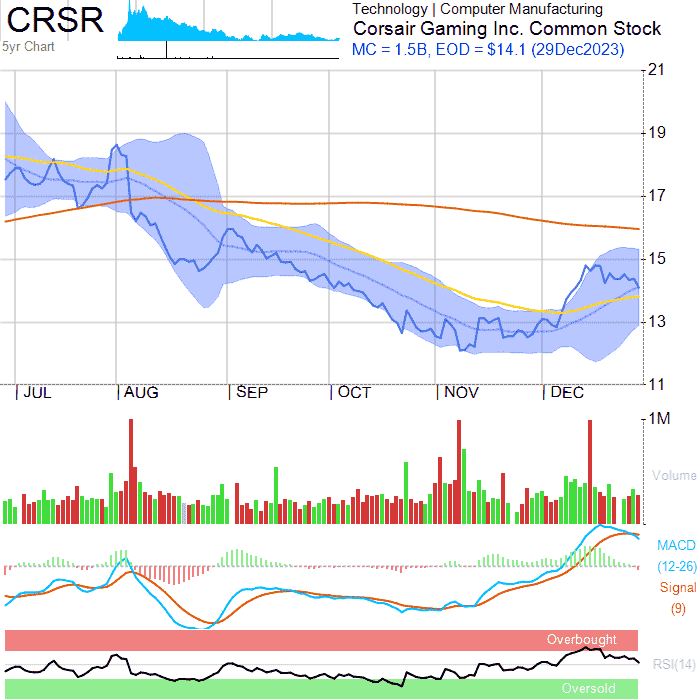 CRSR
5yr Chart
Technology | Computer Manufacturing
Corsair Gaming Inc. Common Stock
MC = 1.5B, EOD = $14.1 (29Dec2023)
21
19
17
15
13
11
JUL AUG SEP OCT NOV DEC
1M
Volume
MACD
(12-26)
Signal
(9)
Overbought
RSI(14)
Oversold